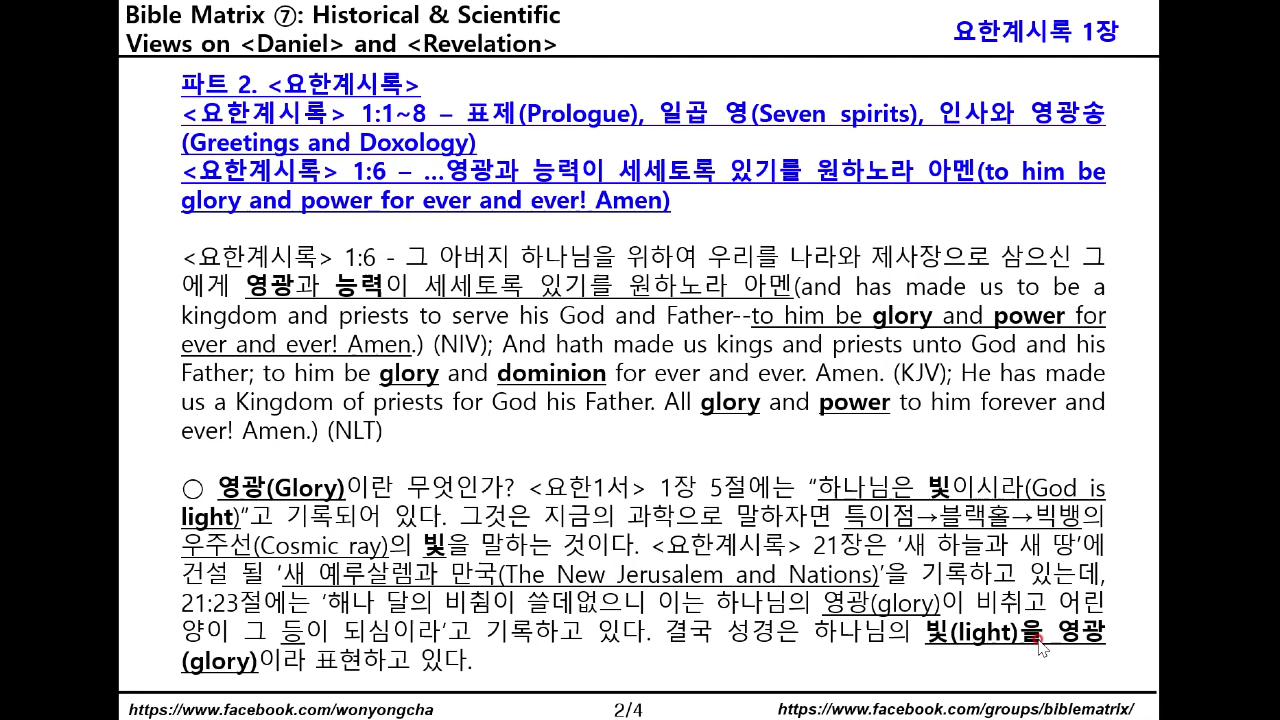 Bible Matrix ⑦: Historical & Scientific
Views on <Daniel> and <Revelation>
요한계시록 1장
파트 2. <요한계시록>
<요한계시록> 1:1~8 – 표제(Prologue), 일곱 영(Seven spirits), 인사와 영광송
(Greetings and Doxology)
<요한계시록> 1:6 – …영광과 능력이 세세토록 있기를 원하노라 아멘(to him be
glory and power for ever and ever! Amen)
<요한계시록> 1:6 - 그 아버지 하나님을 위하여 우리를 나라와 제사장으로 삼으신 그
에게 영광과 능력이 세세토록 있기를 원하노라 아멘(and has made us to be a
kingdom and priests to serve his God and Father--to him be glory and power for
ever and ever! Amen.) (NIV); And hath made us kings and priests unto God and his
Father; to him be glory and dominion for ever and ever. Amen. (KJV); He has made
us a Kingdom of priests for God his Father. All glory and power to him forever and
ever! Amen.) (NLT)
○ 영광(Glory)이란 무엇인가? <요한1서> 1장 5절에는 “하나님은 빛이시라(God is
light)”고 기록되어 있다. 그것은 지금의 과학으로 말하자면 특이점→블랙홀→빅뱅의
우주선(Cosmic ray)의 빛을 말하는 것이다. <요한계시록> 21장은 ‘새 하늘과 새 땅’에
건설 될 ‘새 예루살렘과 만국(The New Jerusalem and Nations)’을 기록하고 있는데,
21:23절에는 ‘해나 달의 비췸이 쓸데없으니 이는 하나님의 영광(glory)이 비취고 어린
양이 그 등이 되심이라’고 기록하고 있다. 결국 성경은 하나님의 빛(light)을 영광
(glory)이라 표현하고 있다.
https://www.facebook.com/wonyongcha
2/4
https://www.facebook.com/groups/biblematrix/